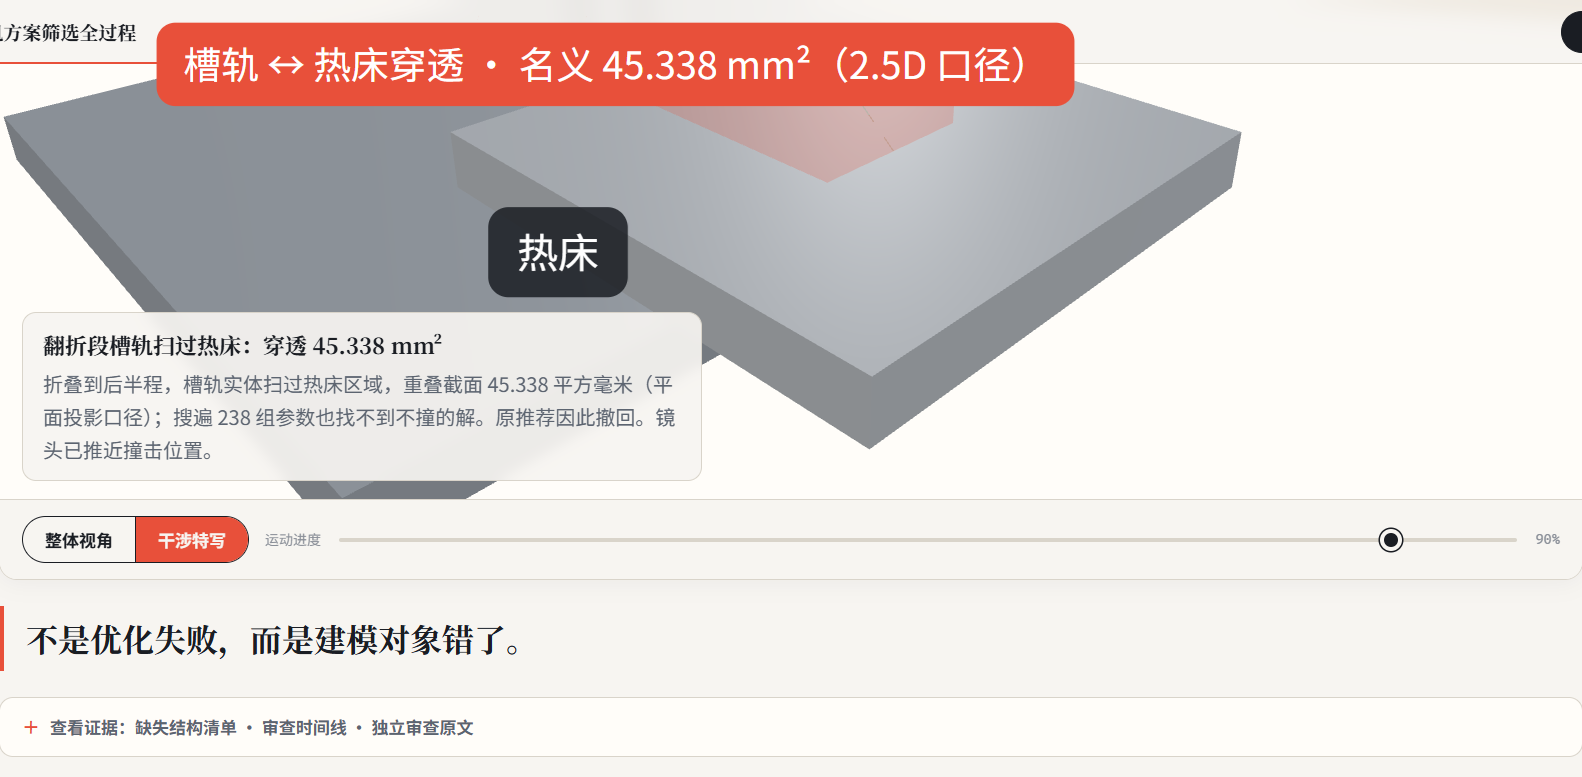 方案筛选全过程
槽轨 ↔ 热床穿透 · 名义 45.338 mm²（2.5D 口径）
热床
翻折段槽轨扫过热床：穿透 45.338 mm²
折叠到后半程，槽轨实体扫过热床区域，重叠截面 45.338 平方毫米（平
面投影口径）；搜遍 238 组参数也找不到不撞的解。原推荐因此撤回。镜
头已推近撞击位置。
整体视角 干涉特写 运动进度 90%
不是优化失败，而是建模对象错了。
+ 查看证据：缺失结构清单 · 审查时间线 · 独立审查原文